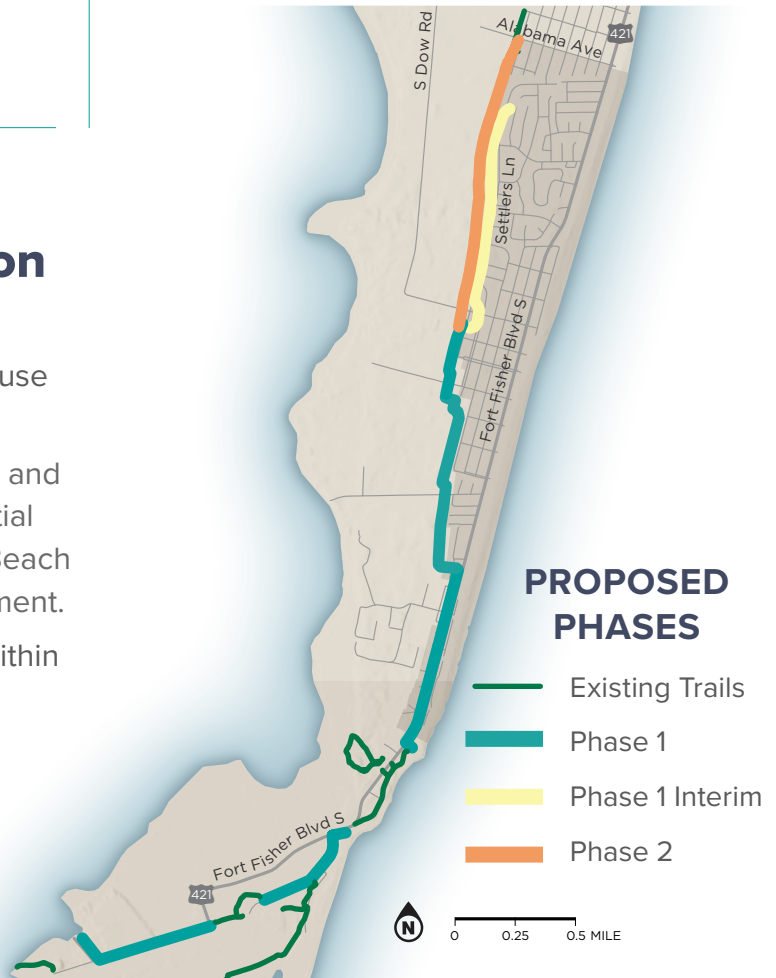 on
use
and
tial
Beach
ment.
ithin
S Dow Rd
Alabama Ave
421
Settlers Ln
Fort Fisher Blvd S
Fort Fisher Blvd S
421
PROPOSED
PHASES
Existing Trails
Phase 1
Phase 1 Interim
Phase 2
N
0 0.25 0.5 MILE